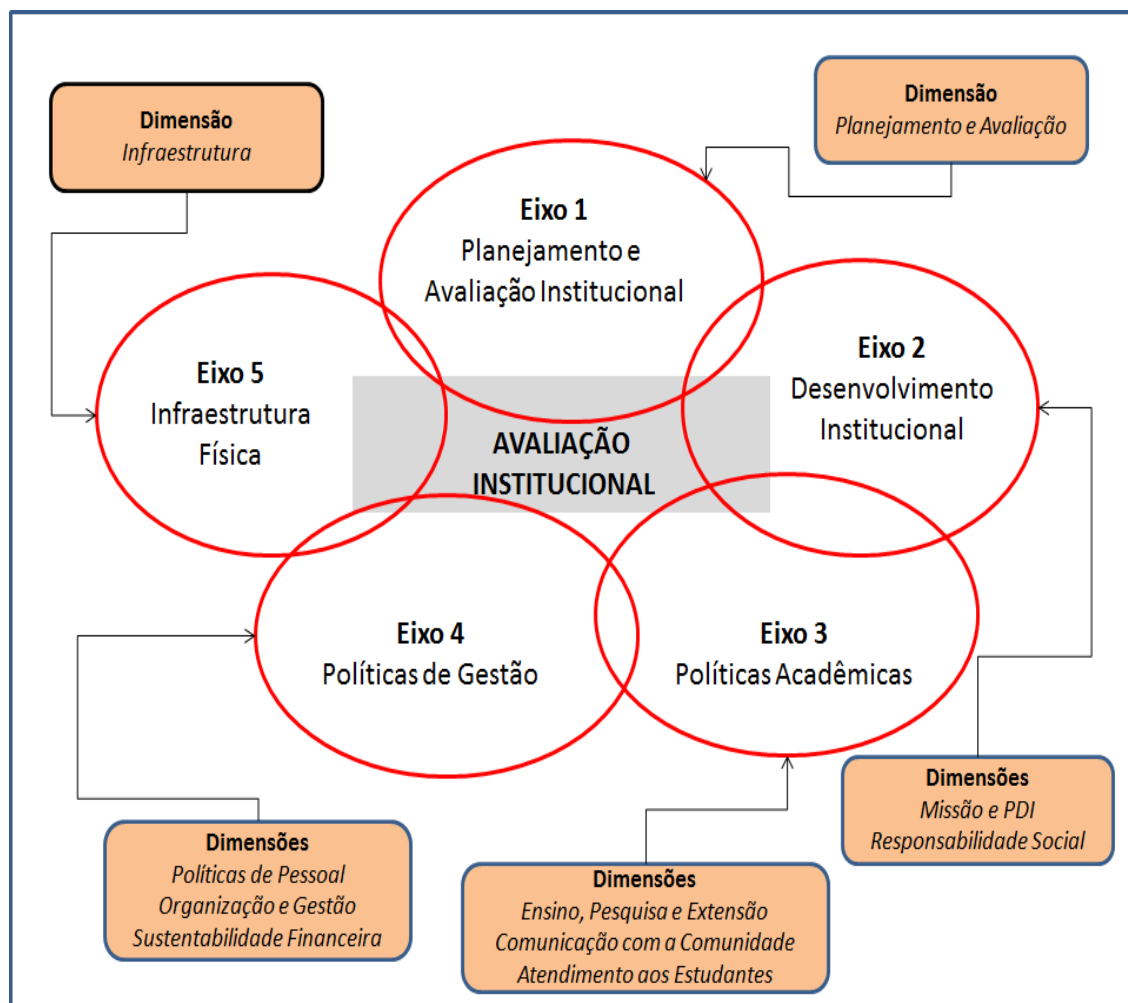 Dimensão
Infraestrutura
Dimensão
Planejamento e Avaliação
Eixo 1
Planejamento e
Avaliação Institucional
Eixo 2
Desenvolvimento
Institucional
Eixo 5
Infraestrutura
Física
AVALIAÇÃO
INSTITUCIONAL
Eixo 4
Políticas de Gestão
Eixo 3
Políticas Acadêmicas
Dimensões
Missão e PDI
Responsabilidade Social
Dimensões
Políticas de Pessoal
Organização e Gestão
Sustentabilidade Financeira
Dimensões
Ensino, Pesquisa e Extensão
Comunicação com a Comunidade
Atendimento aos Estudantes